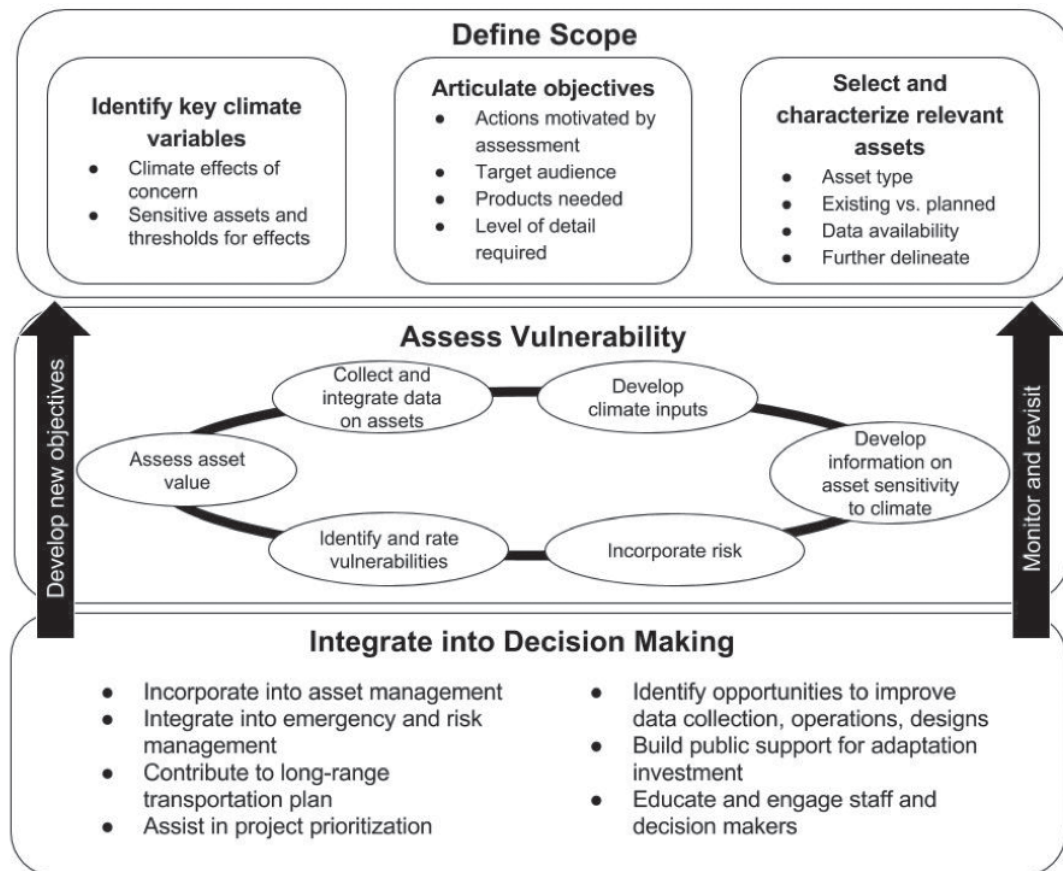 Define Scope
Identify key climate
variables
● Climate effects of
concern
● Sensitive assets and
thresholds for effects
Articulate objectives
● Actions motivated by
assessment
● Target audience
● Products needed
● Level of detail
required
Select and
characterize relevant
assets
● Asset type
● Existing vs. planned
● Data availability
● Further delineate
Develop new objectives
Assess Vulnerability
Collect and
integrate data
on assets
Develop
climate inputs
Assess asset
value
Develop
information on
asset sensitivity
to climate
Identify and rate
vulnerabilities
Incorporate risk
Monitor and revisit
Integrate into Decision Making
● Incorporate into asset management
● Integrate into emergency and risk
management
● Contribute to long-range
transportation plan
● Assist in project prioritization
● Identify opportunities to improve
data collection, operations, designs
● Build public support for adaptation
investment
● Educate and engage staff and
decision makers